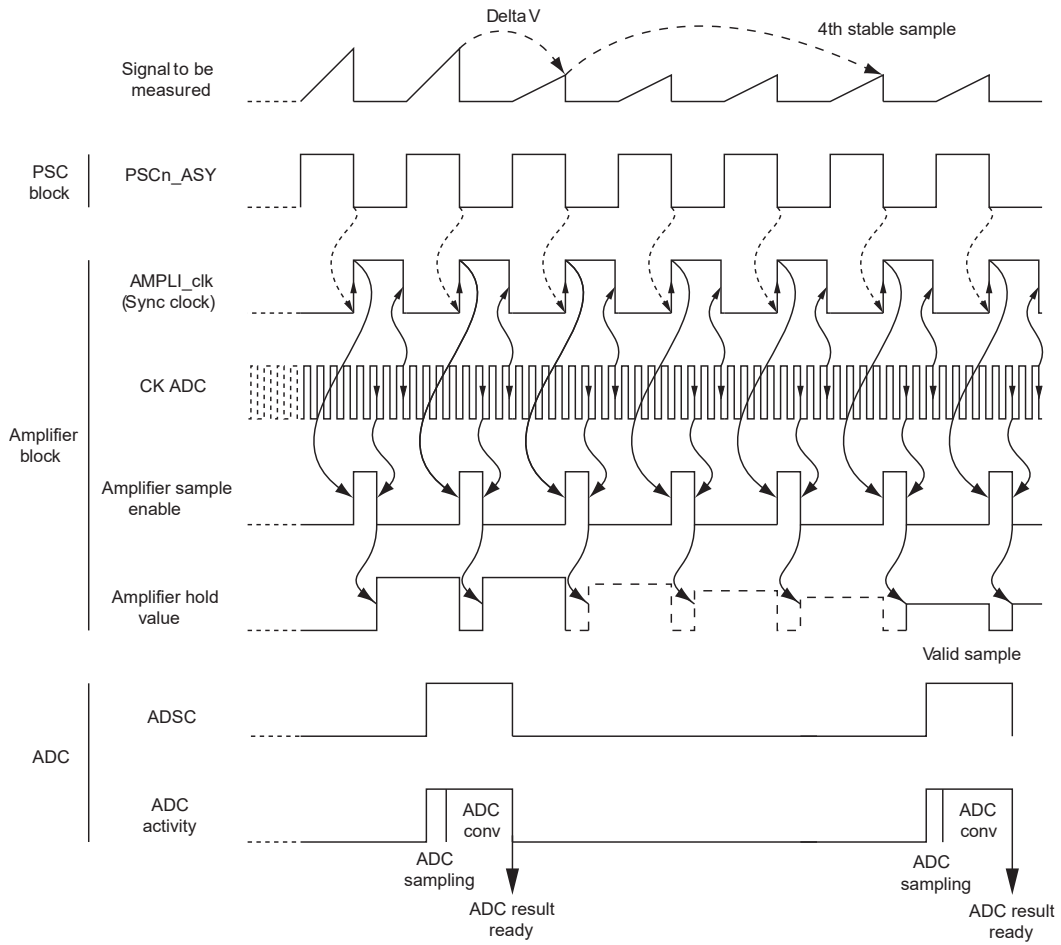 Delta V
4th stable sample
Signal to be
measured
PSC
block
PSCn_ASY
AMPLI_clk
(Sync clock)
CK ADC
Amplifier
block
Amplifier sample
enable
Amplifier hold
value
Valid sample
ADSC
ADC
ADC
activity
ADC
conv
ADC
conv
ADC
sampling
ADC
sampling
ADC result
ready
ADC result
ready